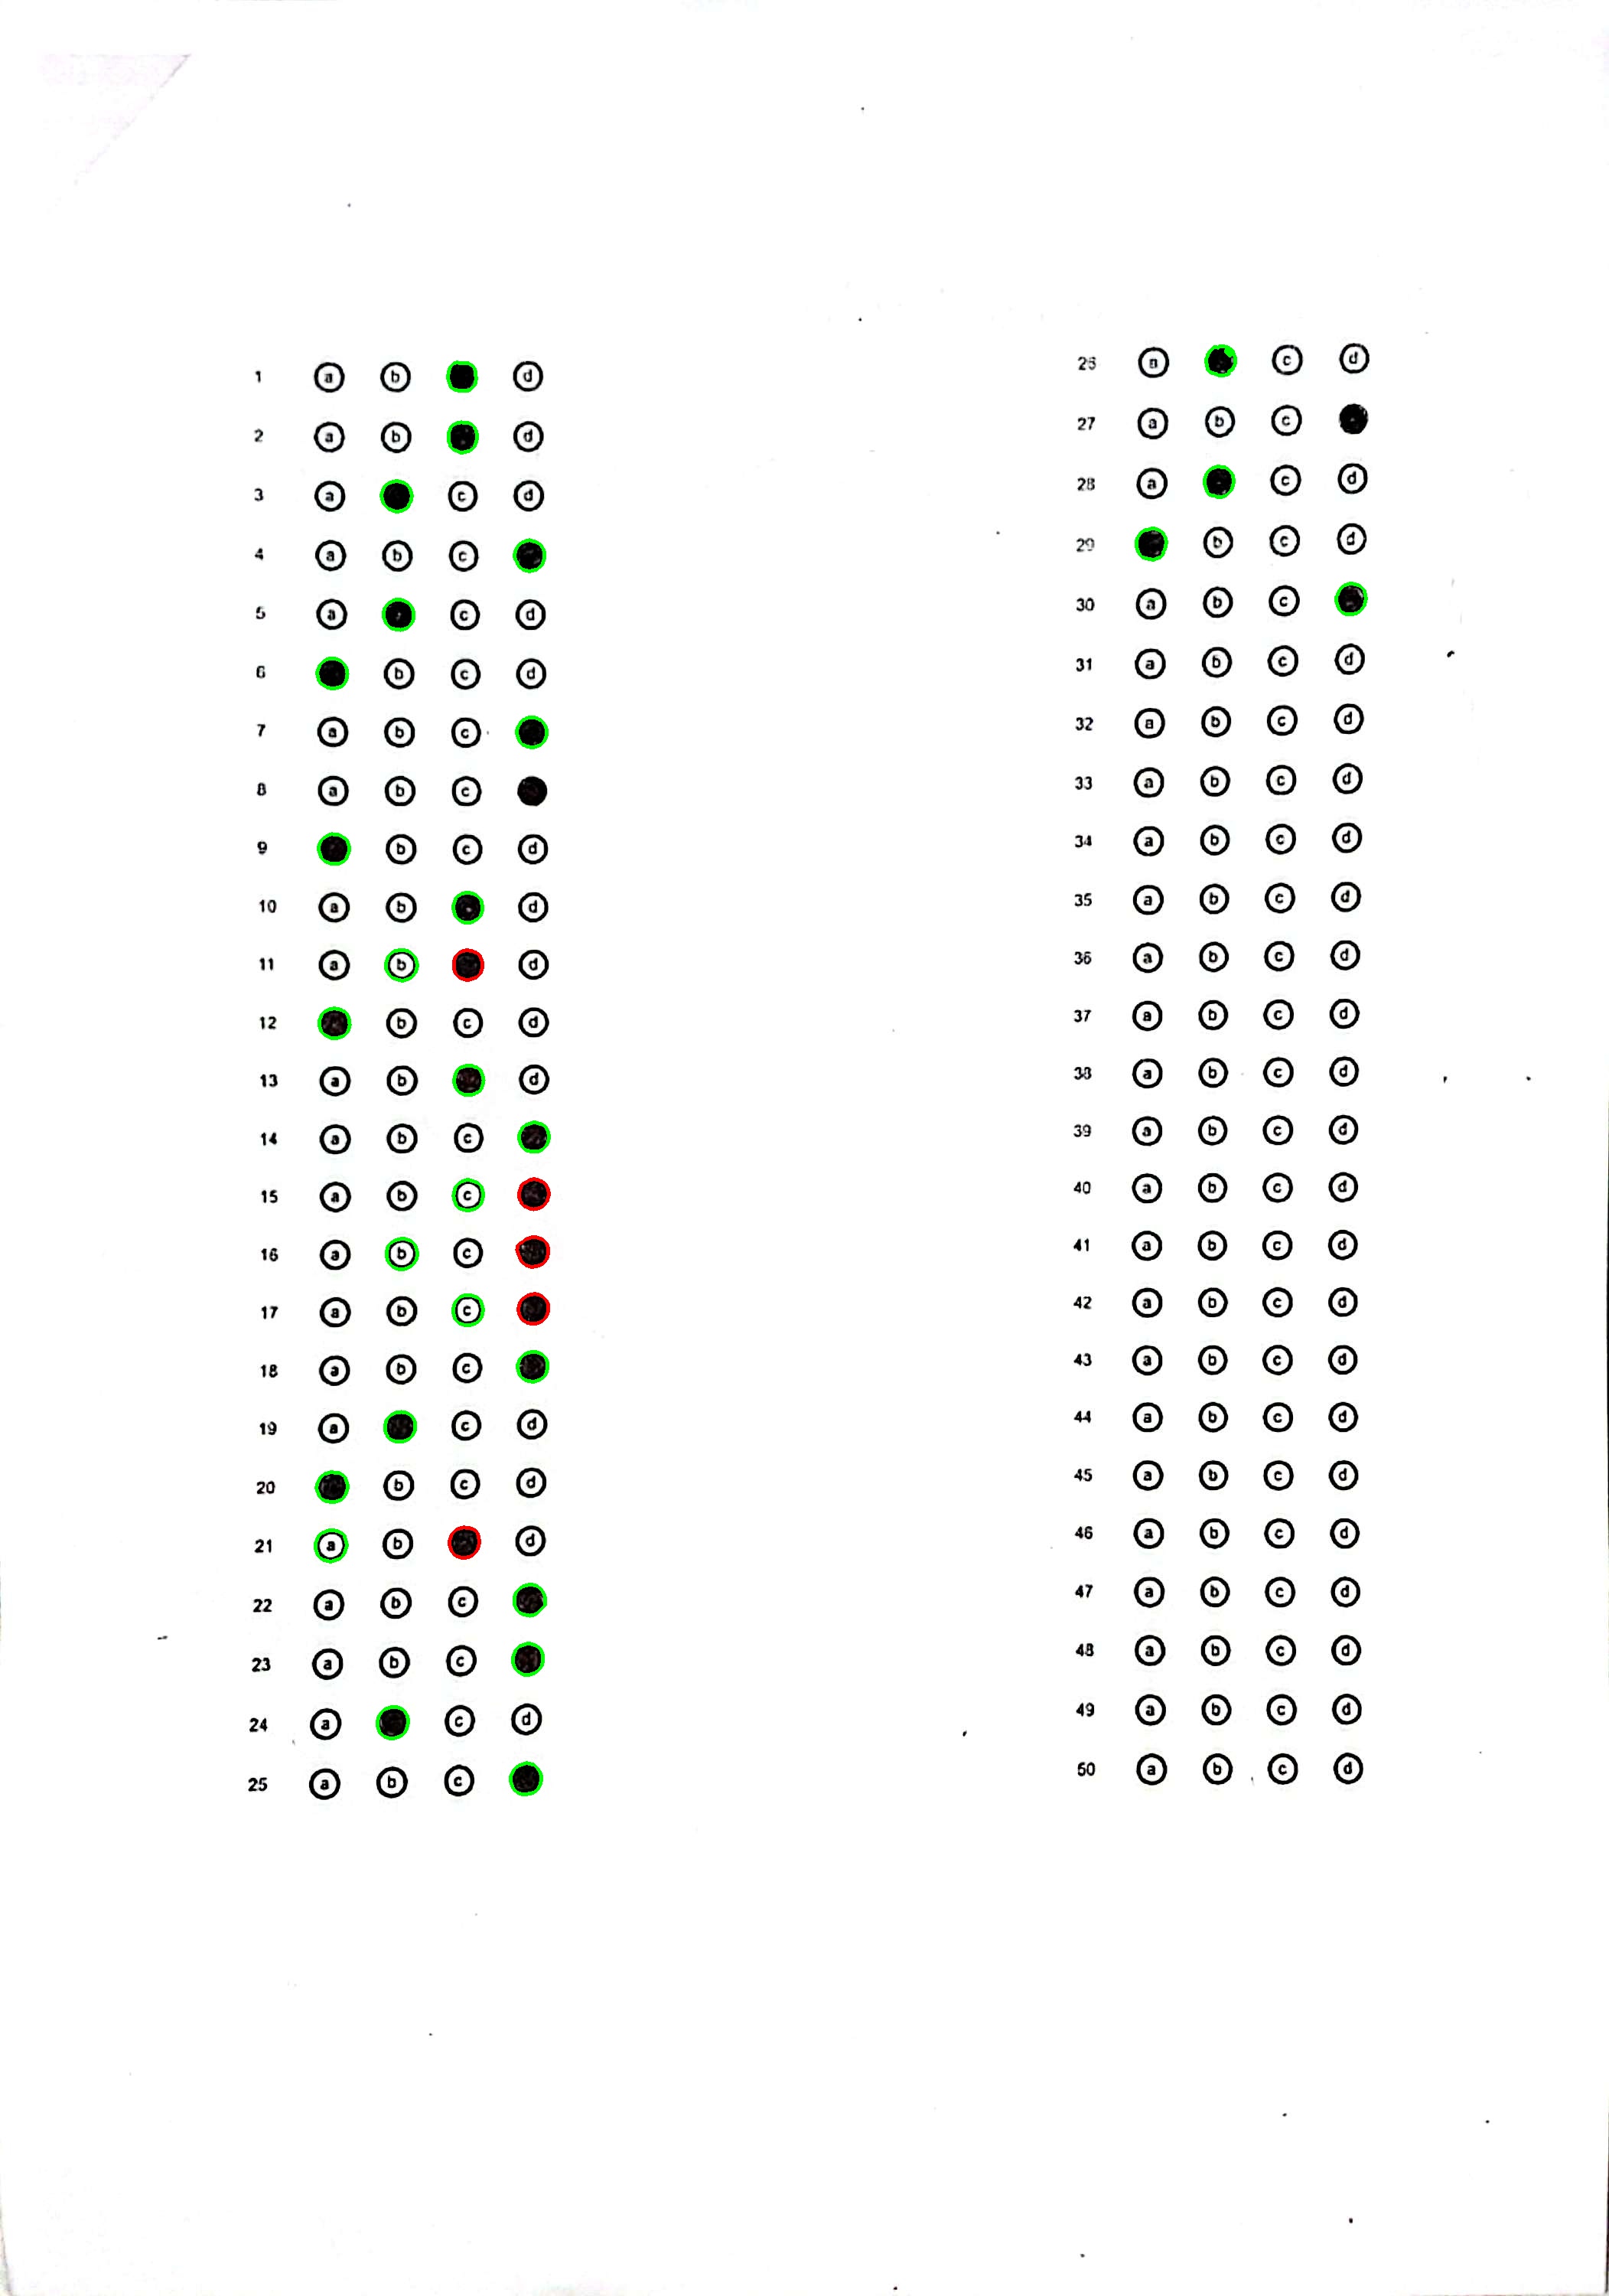 1 a b d
2 a b d
3 a c d
4 a b c
5 a c d
6 b c d
7 a b c
8 a b c
9 b c d
10 a b d
11 a b d
12 b c d
13 a b d
14 a b c
15 a b c
16 a b c
17 a b c
18 a b c
19 a c d
20 b c d
21 a b d
22 a b c
23 a b c
24 a c d
25 a b c
26 a c d
27 a b c
28 a c d
29 b c d
30 a b c
31 a b c d
32 a b c d
33 a b c d
34 a b c d
35 a b c d
36 a b c d
37 a b c d
38 a b c d
39 a b c d
40 a b c d
41 a b c d
42 a b c d
43 a b c d
44 a b c d
45 a b c d
46 a b c d
47 a b c d
48 a b c d
49 a b c d
50 a b c d